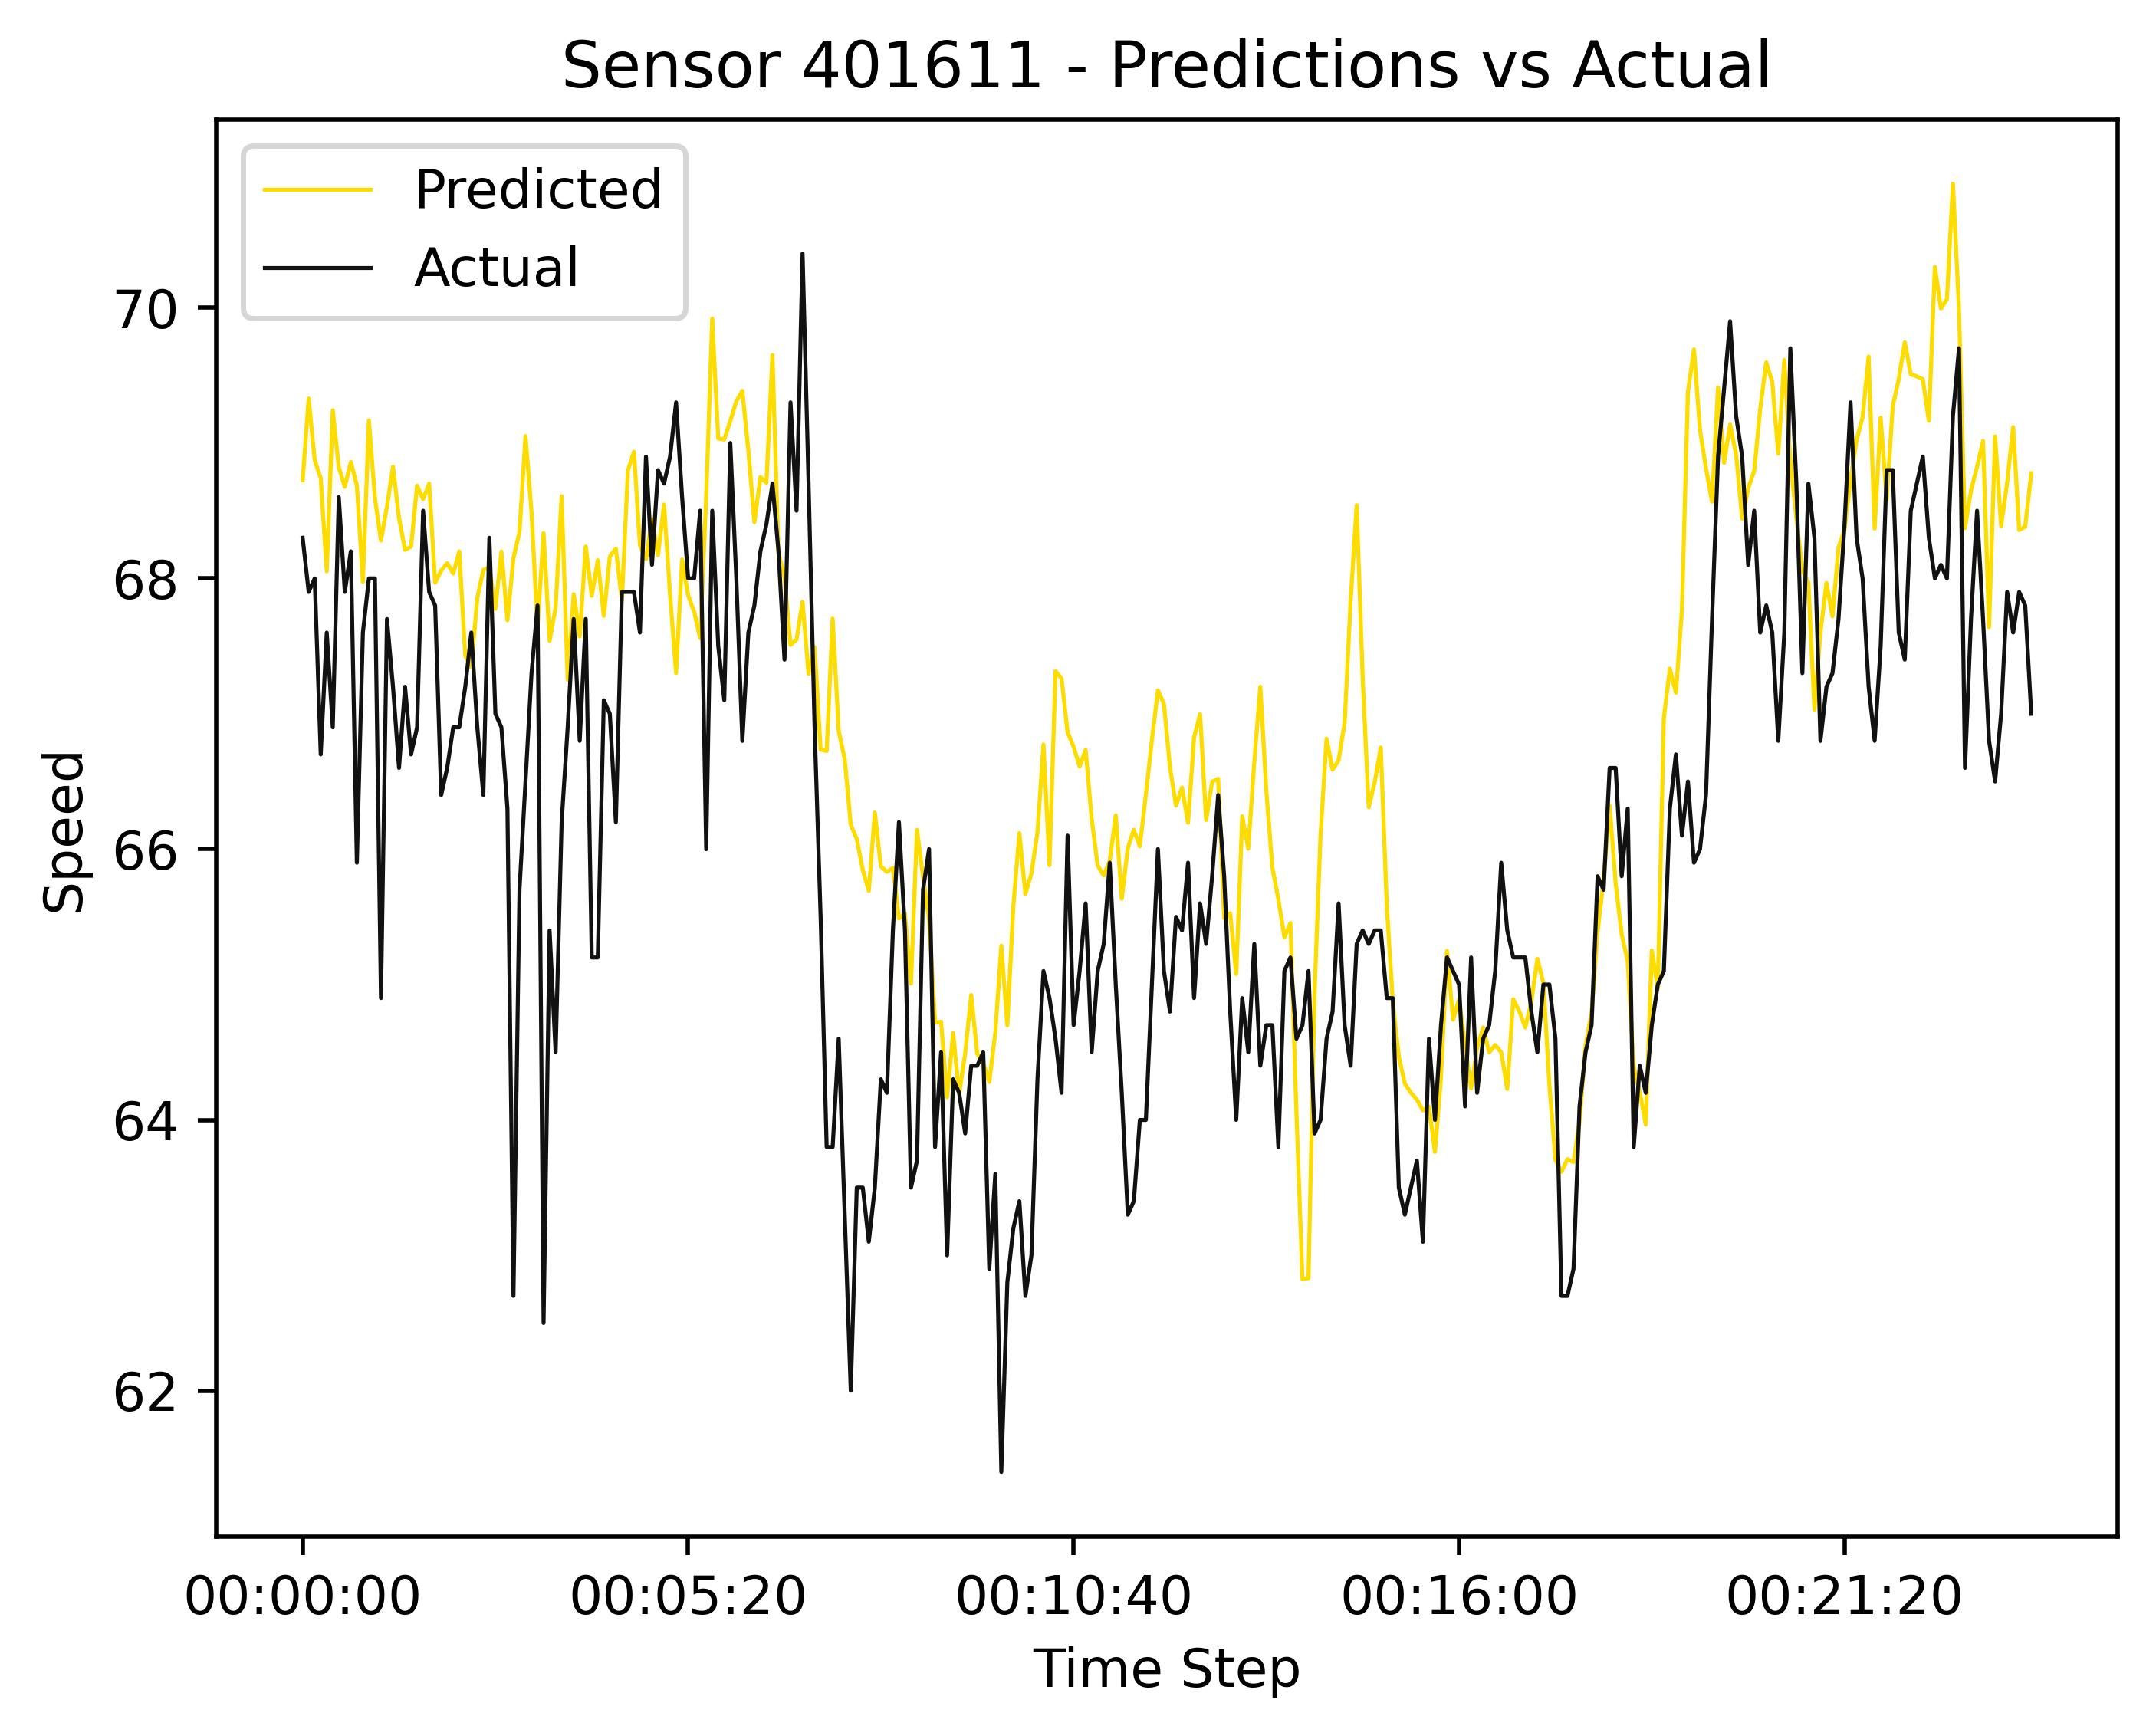 Sensor 401611 - Predictions vs Actual
Predicted
Actual
70
68
66
64
62
Speed
00:00:00 00:05:20 00:10:40 00:16:00 00:21:20
Time Step